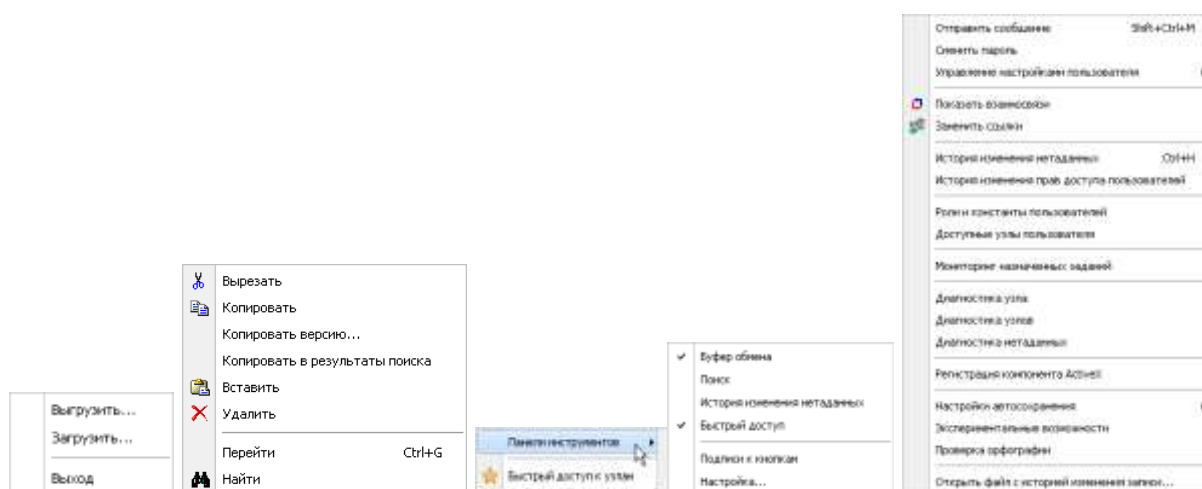 Выгрузить...
Загрузить...
Выход
Вырезать
Копировать
Копировать версию...
Копировать в результаты поиска
Вставить
Удалить
Перейти Ctrl+G
Найти
Панели инструментов
Быстрый доступ к узлам
Буфер обмена
Поиск
История изменения метаданных
Быстрый доступ
Подписи к кнопкам
Настройка...
Отправить сообщение Shift+Ctrl+M
Сменить пароль
Управление настройками пользователя
Показать взаимосвязи
Заменить ссылки
История изменения метаданных Ctrl+H
История изменения прав доступа пользователей
Роли и константы пользователей
Доступные узлы пользователя
Мониторинг назначенных заданий
Диагностика узла
Диагностика узлов
Диагностика метаданных
Регистрация компонента ActiveX
Настройки автосохранения
Экспериментальные возможности
Проверка орфографии
Открыть файл с историей изменения записи...